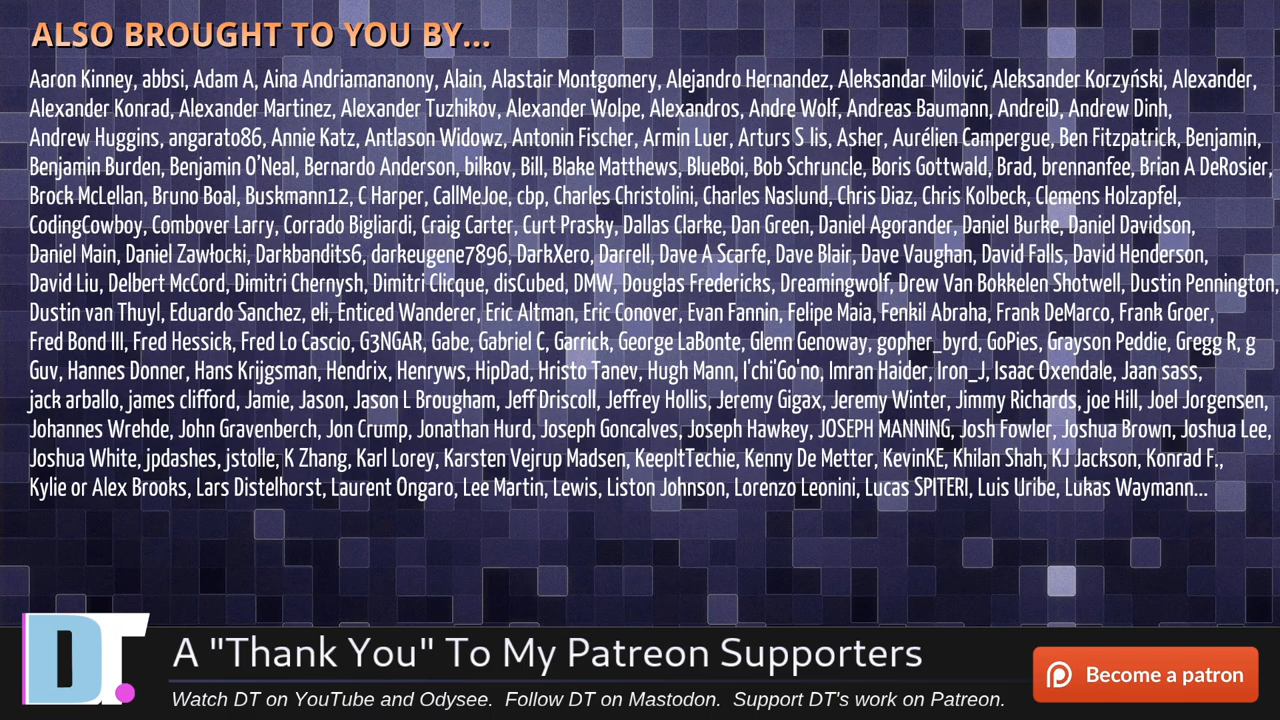 ALSO BROUGHT TO YOU BY...
Aaron Kinney, abbsi, Adam A, Aina Andriamananony, Alain, Alastair Montgomery, Alejandro Hernandez, Aleksandar Milović, Aleksander Korzyński, Alexander,
Alexander Konrad, Alexander Martinez, Alexander Tuzhikov, Alexander Wolpe, Alexandros, Andre Wolf, Andreas Baumann, AndreiD, Andrew Dinh,
Andrew Huggins, angarato86, Annie Katz, Antlason Widowz, Antonin Fischer, Armin Luer, Arturs S lis, Asher, Aurélien Campergue, Ben Fitzpatrick, Benjamin,
Benjamin Burden, Benjamin O'Neal, Bernardo Anderson, bilkov, Bill, Blake Matthews, BlueBoi, Bob Schruncle, Boris Gottwald, Brad, brennanfee, Brian A DeRosier,
Brock McLellan, Bruno Boal, Buskmann12, C Harper, CallMeJoe, cbp, Charles Christolini, Charles Naslund, Chris Diaz, Chris Kolbeck, Clemens Holzapfel,
CodingCowboy, Combover Larry, Corrado Bigliardi, Craig Carter, Curt Prasky, Dallas Clarke, Dan Green, Daniel Agorander, Daniel Burke, Daniel Davidson,
Daniel Main, Daniel Zawłocki, Darkbandits6, darkeugene7896, DarkXero, Darrell, Dave A Scarfe, Dave Blair, Dave Vaughan, David Falls, David Henderson,
David Liu, Delbert McCord, Dimitri Chernysh, Dimitri Clicque, disCubed, DMW, Douglas Fredericks, Dreamingwolf, Drew Van Bokkelen Shotwell, Dustin Pennington,
Dustin van Thuyl, Eduardo Sanchez, eli, Enticed Wanderer, Eric Altman, Eric Conover, Evan Fannin, Felipe Maia, Fenkil Abraha, Frank DeMarco, Frank Groer,
Fred Bond III, Fred Hessick, Fred Lo Cascio, G3NGAR, Gabe, Gabriel C, Garrick, George LaBonte, Glenn Genoway, gopher_byrd, GoPies, Grayson Peddie, Gregg R, g
Guv, Hannes Donner, Hans Krijgsman, Hendrix, Henryws, HipDad, Hristo Tanev, Hugh Mann, I'chi'Go'no, Imran Haider, Iron_J, Isaac Oxendale, Jaan sass,
jack arballo, james clifford, Jamie, Jason, Jason L Brougham, Jeff Driscoll, Jeffrey Hollis, Jeremy Gigax, Jeremy Winter, Jimmy Richards, joe Hill, Joel Jorgensen,
Johannes Wrehde, John Gravenberch, Jon Crump, Jonathan Hurd, Joseph Goncalves, Joseph Hawkey, JOSEPH MANNING, Josh Fowler, Joshua Brown, Joshua Lee,
Joshua White, jpdashes, jstolle, K Zhang, Karl Lorey, Karsten Vejrup Madsen, KeepItTechie, Kenny De Metter, KevinKE, Khilan Shah, KJ Jackson, Konrad F.,
Kylie or Alex Brooks, Lars Distelhorst, Laurent Ongaro, Lee Martin, Lewis, Liston Johnson, Lorenzo Leonini, Lucas SPITERI, Luis Uribe, Lukas Waymann...
DT.
A "Thank You" To My Patreon Supporters
Watch DT on YouTube and Odysee. Follow DT on Mastodon. Support DT's work on Patreon.
Become a patron